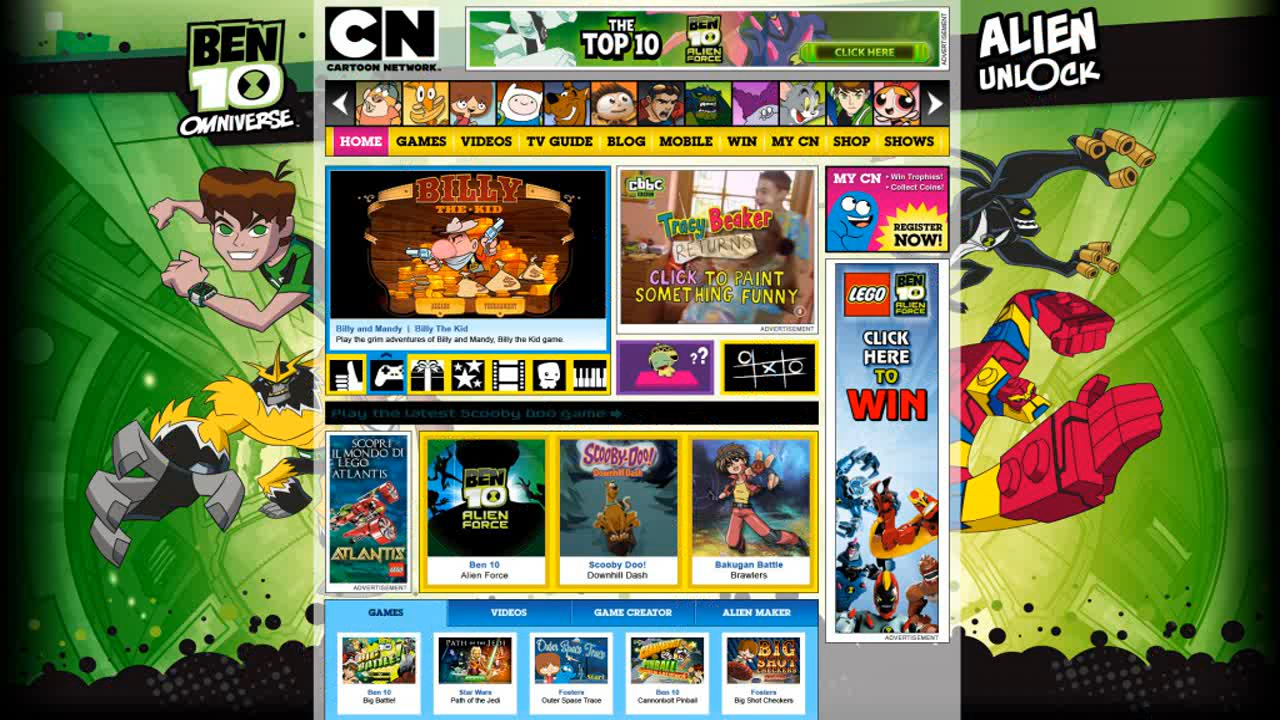 BEN
10
OMNIVERSE
CN
CARTOON NETWORK
THE
TOP 10
BEN
10
ALIEN
FORCE
CLICK HERE
ADVERTISEMENT
ALIEN
UNLOCK
HOME GAMES VIDEOS TV GUIDE BLOG MOBILE WIN MY CN SHOP SHOWS
BILLY
THE·KID
Billy and Mandy | Billy The Kid
Play the grim adventures of Billy and Mandy, Billy the Kid game.
cbbc
Tracy Beaker
RETURNS
CLICK TO PAINT
SOMETHING FUNNY
ADVERTISEMENT
MY CN • Win Trophies!
• Collect Coins!
REGISTER
NOW!
??
LEGO BEN
10
ALIEN
FORCE
CLICK
HERE
TO
WIN
ADVERTISEMENT
Play the latest Scooby Doo game
SCOPRI
IL MONDO DI
LEGO
ATLANTIS
ATLANTIS
LEGO
ADVERTISEMENT
BEN
10
ALIEN
FORCE
Ben 10
Alien Force
SCOOBY-DOO!
Downhill Dash
Scooby Doo!
Downhill Dash
Bakugan Battle
Brawlers
GAMES VIDEOS GAME CREATOR ALIEN MAKER
BIG
BATTLE!
Ben 10
Big Battle!
PATH OF THE JEDI
Star Wars
Path of the Jedi
Outer Space Trace
Start
Fosters
Outer Space Trace
PINBALL
Ben 10
Cannonbolt Pinball
BIG
SHOT
CHECKERS
Fosters
Big Shot Checkers